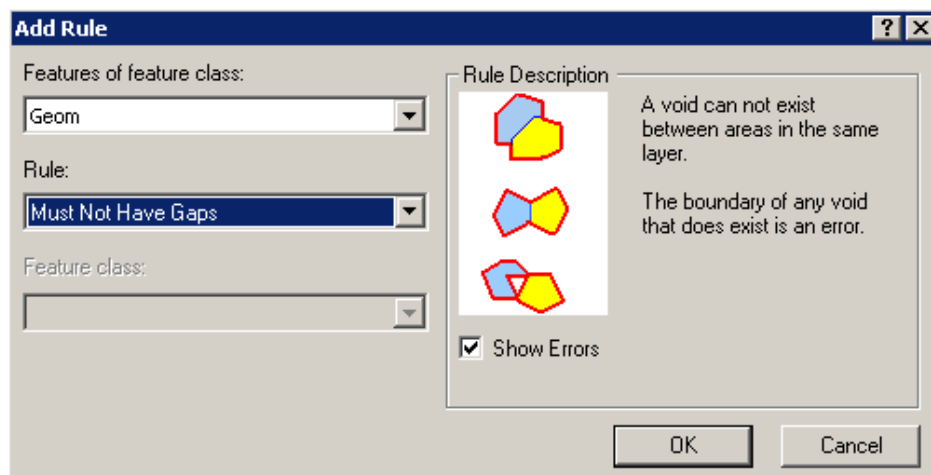 Add Rule
Features of feature class:
Geom
Rule:
Must Not Have Gaps
Feature class:
Rule Description
A void can not exist
between areas in the same
layer.
The boundary of any void
that does exist is an error.
Show Errors
OK
Cancel